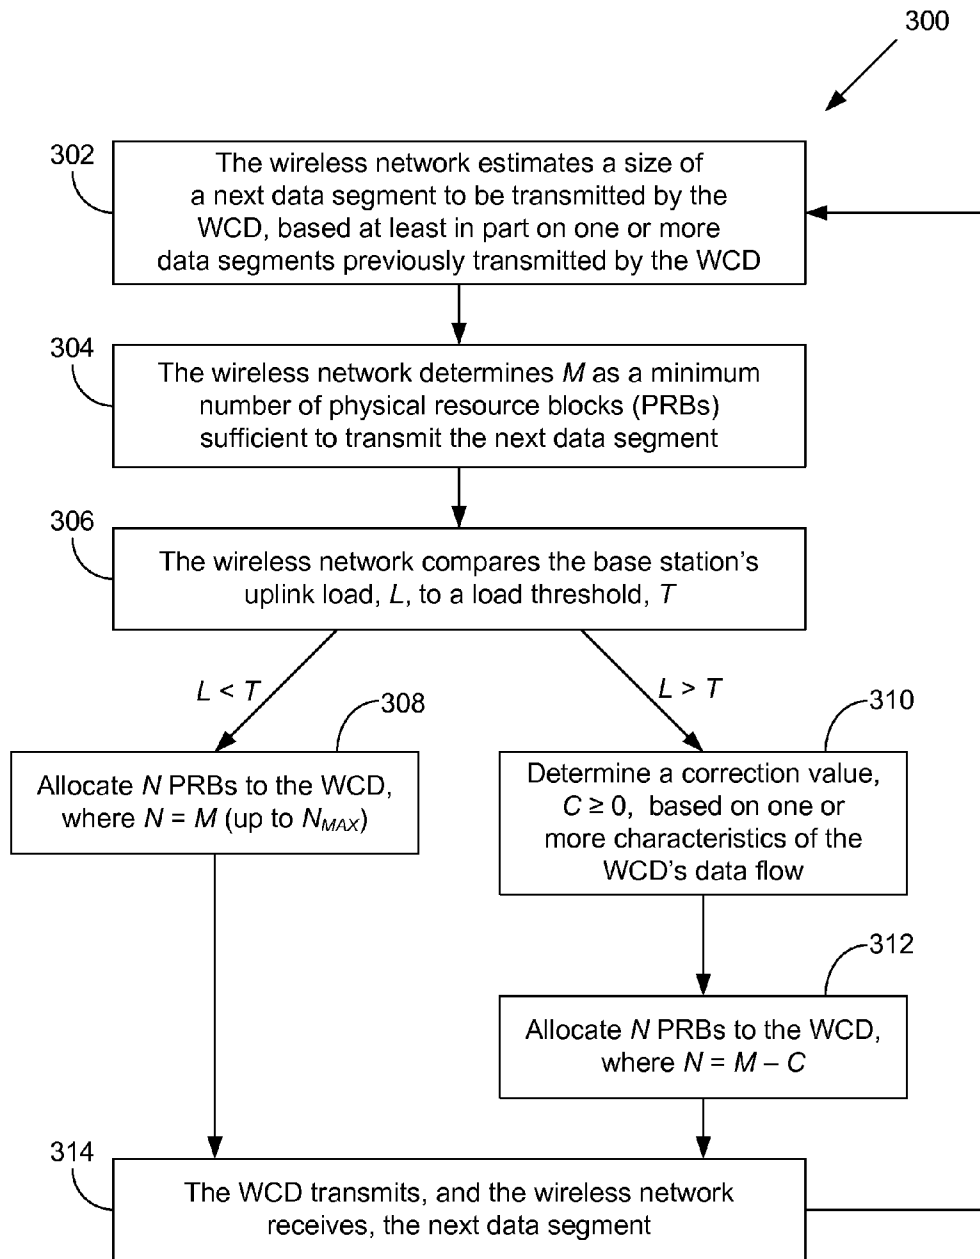 300
302
The wireless network estimates a size of
a next data segment to be transmitted by the
WCD, based at least in part on one or more
data segments previously transmitted by the WCD
304
The wireless network determines M as a minimum
number of physical resource blocks (PRBs)
sufficient to transmit the next data segment
306
The wireless network compares the base station's
uplink load, L, to a load threshold, T
L < T
L > T
308
Allocate N PRBs to the WCD,
where N = M (up to NMAX)
310
Determine a correction value,
C ≥ 0, based on one or
more characteristics of the
WCD's data flow
312
Allocate N PRBs to the WCD,
where N = M – C
314
The WCD transmits, and the wireless network
receives, the next data segment